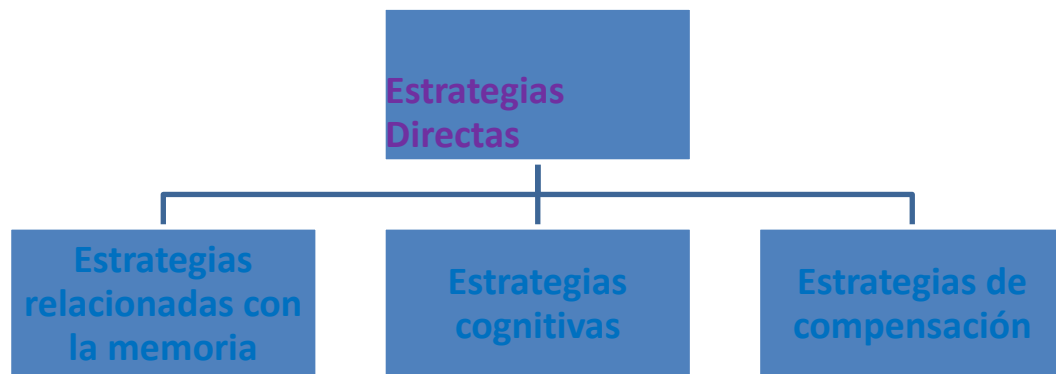 Estrategias
Directas
Estrategias
relacionadas con
la memoria
Estrategias
cognitivas
Estrategias de
compensación